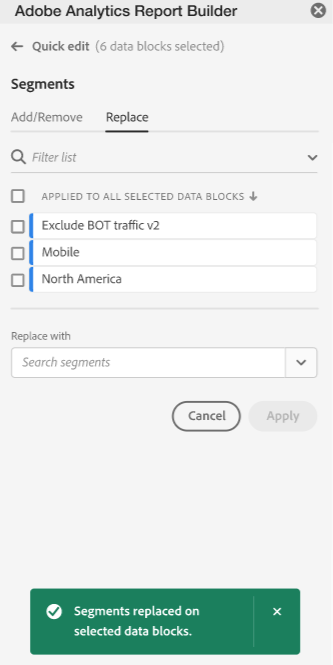 Adobe Analytics Report Builder
Quick edit (6 data blocks selected)
Segments
Add/Remove Replace
Filter list
APPLIED TO ALL SELECTED DATA BLOCKS
Exclude BOT traffic v2
Mobile
North America
Replace with
Search segments
Cancel Apply
Segments replaced on
selected data blocks.